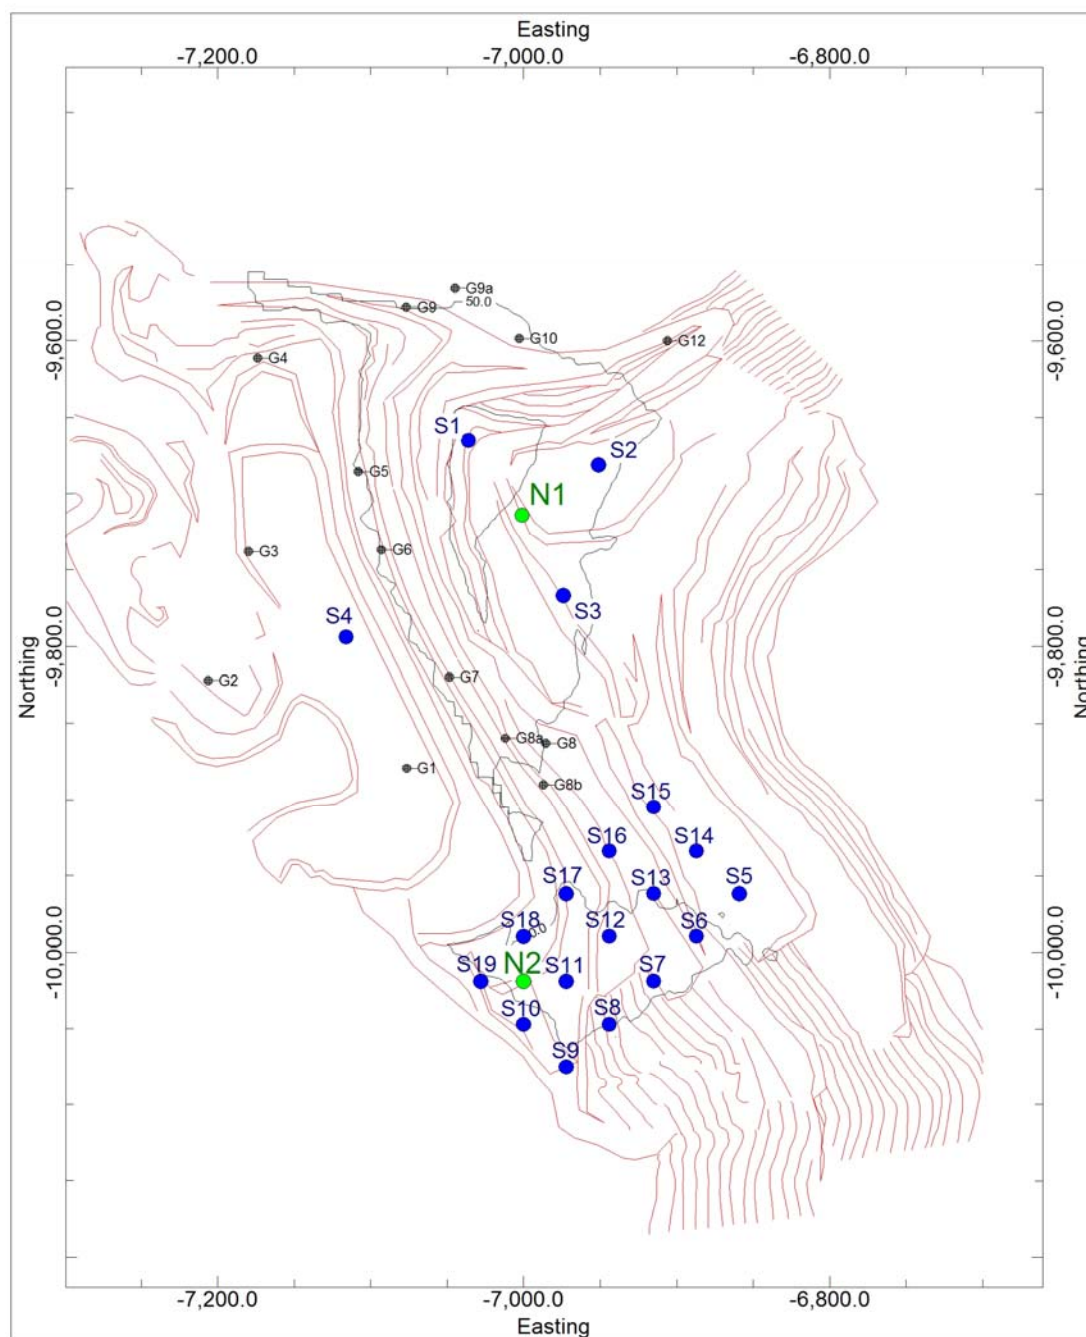 Easting
-7,200.0 -7,000.0 -6,800.0
G9a
50.0
G9
G10
G12
-9,600.0 -9,600.0
G4
S1
S2
G5
N1
G6
G3
S3
S4
-9,800.0 -9,800.0
Northing Northing
G7
G2
G8a G8
G1
G8b
S15
S16 S14
S17 S13 S5
S18 S12 S6
-10,000.0 -10,000.0
N2
S19 S11 S7
S10 S8
S9
-7,200.0 -7,000.0 -6,800.0
Easting